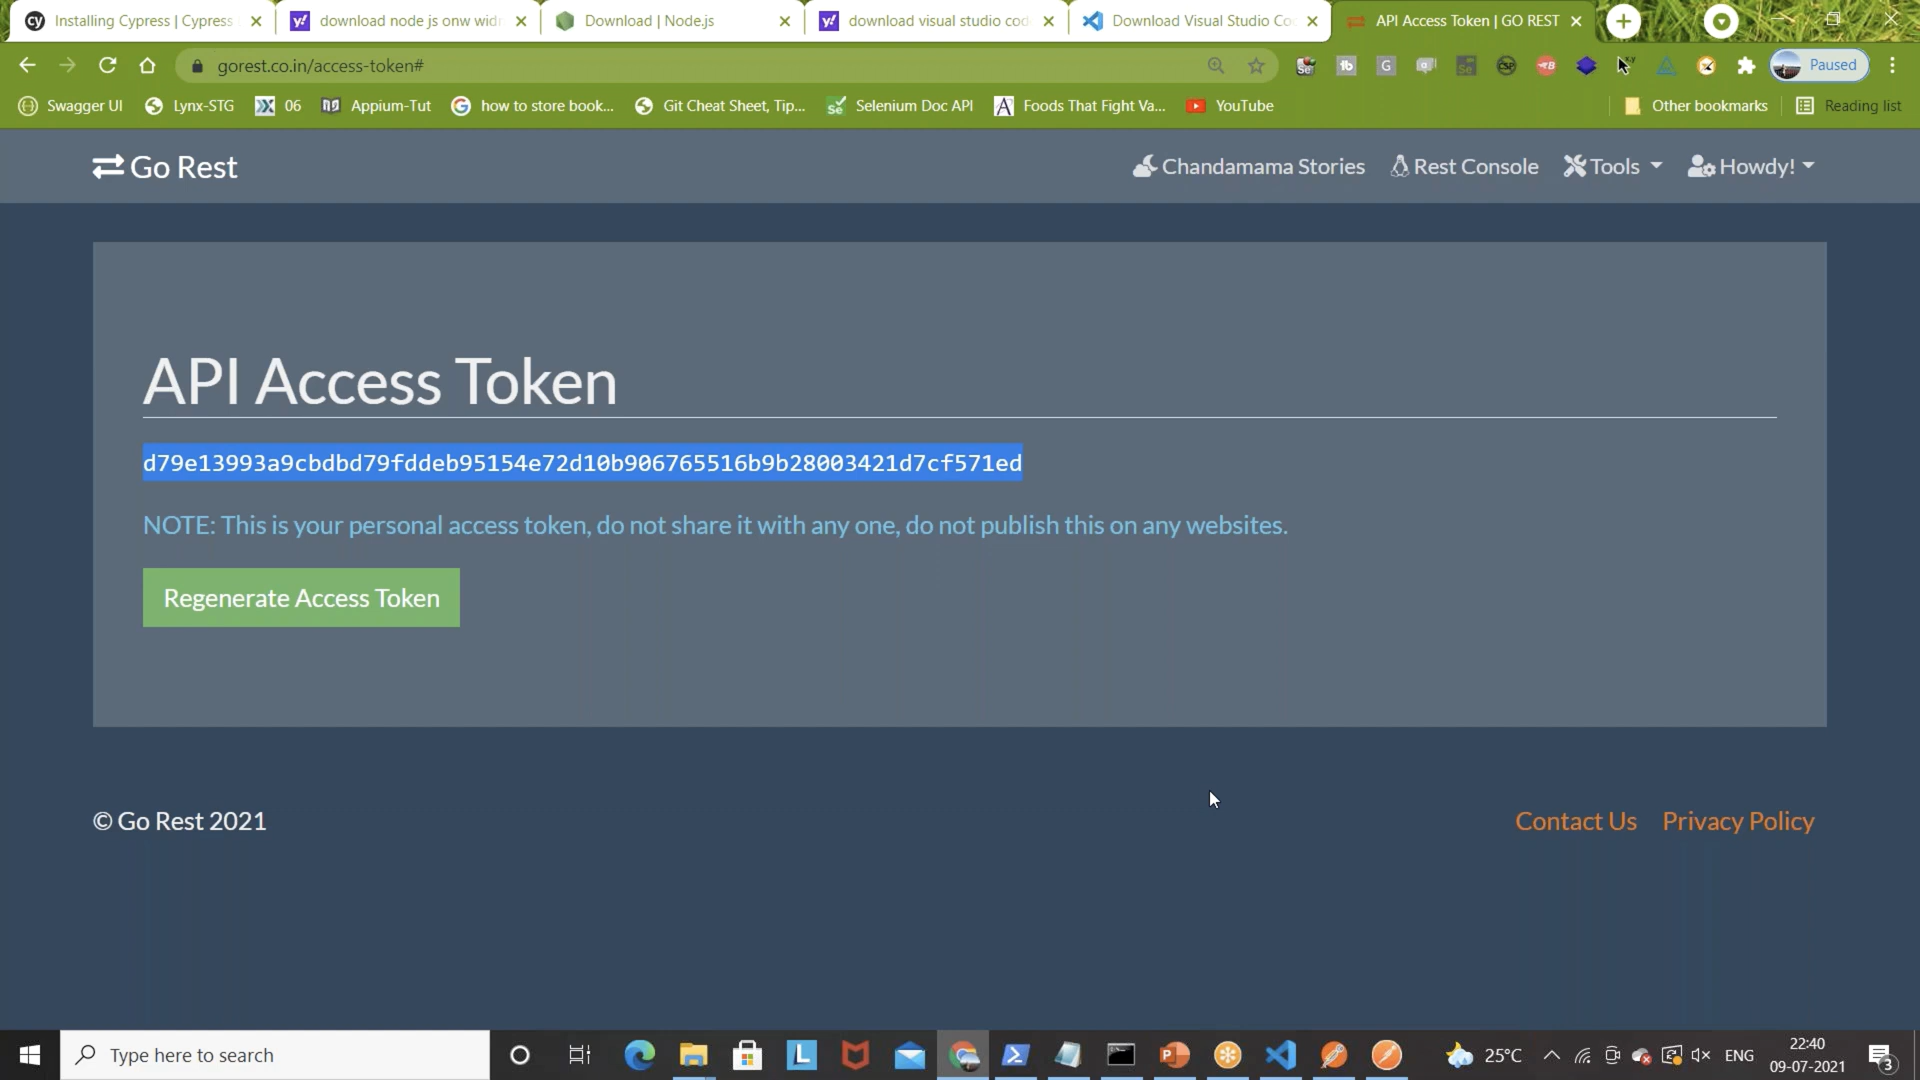 Installing Cypress | Cypress
download node js onw widn
Download | Node.js
download visual studio cod
Download Visual Studio Co
API Access Token | GO REST
gorest.co.in/access-token#
Paused
Swagger UI
Lynx-STG
06
Appium-Tut
how to store book...
Git Cheat Sheet, Tip...
Selenium Doc API
Foods That Fight Va...
YouTube
Other bookmarks
Reading list
Go Rest
Chandamama Stories
Rest Console
Tools
Howdy!
API Access Token
d79e13993a9cbdbd79fddeb95154e72d10b906765516b9b28003421d7cf571ed
NOTE: This is your personal access token, do not share it with any one, do not publish this on any websites.
Regenerate Access Token
© Go Rest 2021
Contact Us
Privacy Policy
Type here to search
25°C
ENG
22:40
09-07-2021
3